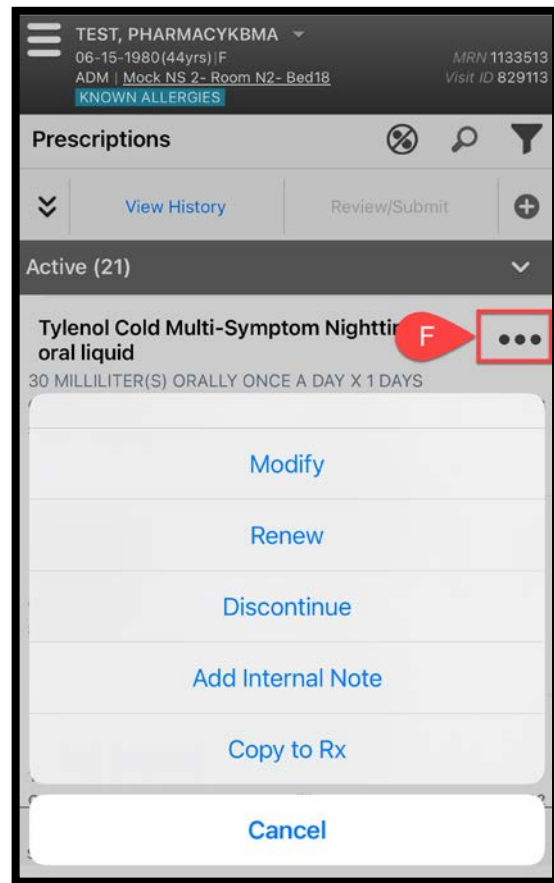 TEST, PHARMACYKBMA
06-15-1980(44yrs)|F MRN 1133513
ADM | Mock NS 2- Room N2- Bed18 Visit ID 829113
KNOWN ALLERGIES
Prescriptions
View History Review/Submit
Active (21)
Tylenol Cold Multi-Symptom
F
oral liquid
30 MILLILITER(S) ORALLY ONCE A DAY X 1 DAYS
Modify
Renew
Discontinue
Add Internal Note
Copy to Rx
Cancel